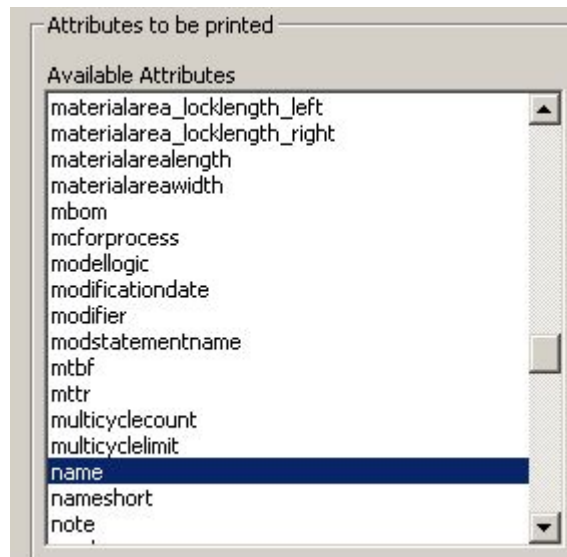 Attributes to be printed
Available Attributes
materialarea_locklength_left
materialarea_locklength_right
materialarealength
materialareawidth
mbom
mcforprocess
modellogic
modificationdate
modifier
modstatementname
mtbf
mttr
multicyclecount
multicyclelimit
name
nameshort
note